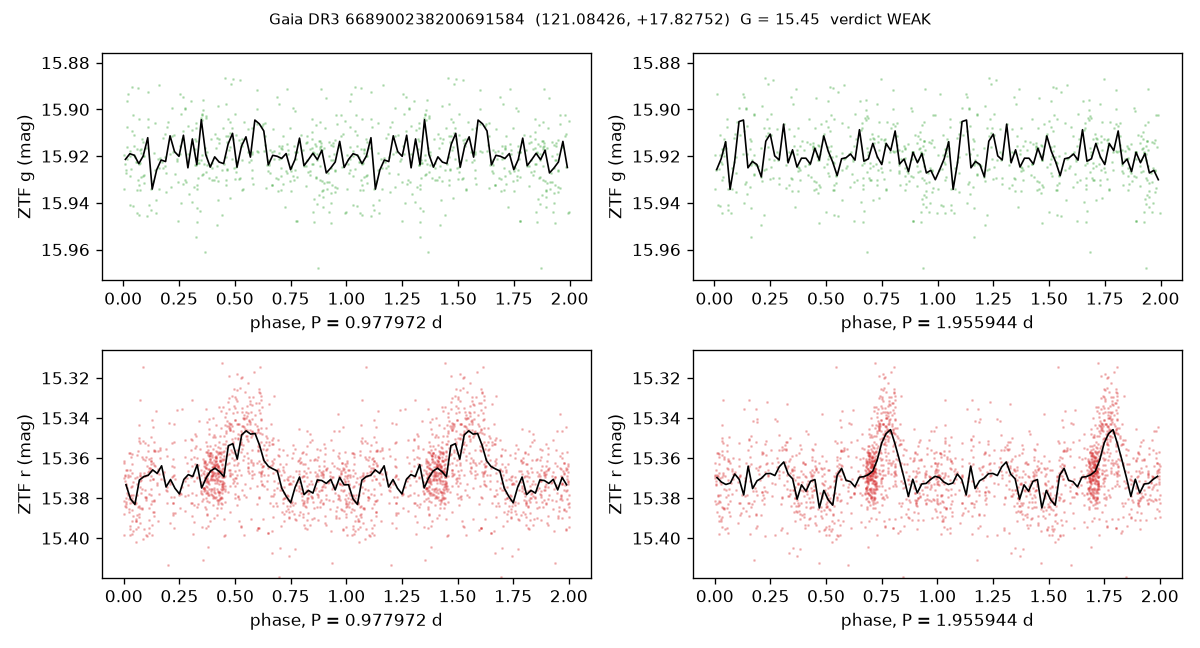 Gaia DR3 668900238200691584 (121.08426, +17.82752) G = 15.45 verdict WEAK
ZTF g (mag)
15.88
15.90
15.92
15.94
15.96
0.00 0.25 0.50 0.75 1.00 1.25 1.50 1.75 2.00
phase, P = 0.977972 d
ZTF g (mag)
15.88
15.90
15.92
15.94
15.96
0.00 0.25 0.50 0.75 1.00 1.25 1.50 1.75 2.00
phase, P = 1.955944 d
ZTF r (mag)
15.32
15.34
15.36
15.38
15.40
0.00 0.25 0.50 0.75 1.00 1.25 1.50 1.75 2.00
phase, P = 0.977972 d
ZTF r (mag)
15.32
15.34
15.36
15.38
15.40
0.00 0.25 0.50 0.75 1.00 1.25 1.50 1.75 2.00
phase, P = 1.955944 d